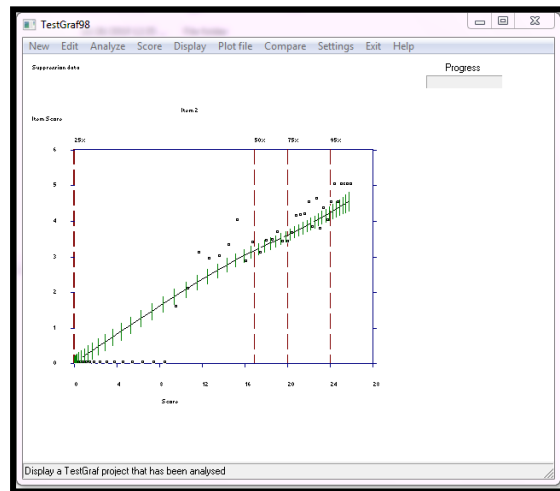 TestGraf98
New Edit Analyze Score Display Plot file Compare Settings Exit Help
Suppression data
Progress
Item 2
Item Score
25% 50% 75% 95%
6
5
4
3
2
1
0
0 4 8 12 16 20 24 28
Score
Display a TestGraf project that has been analysed